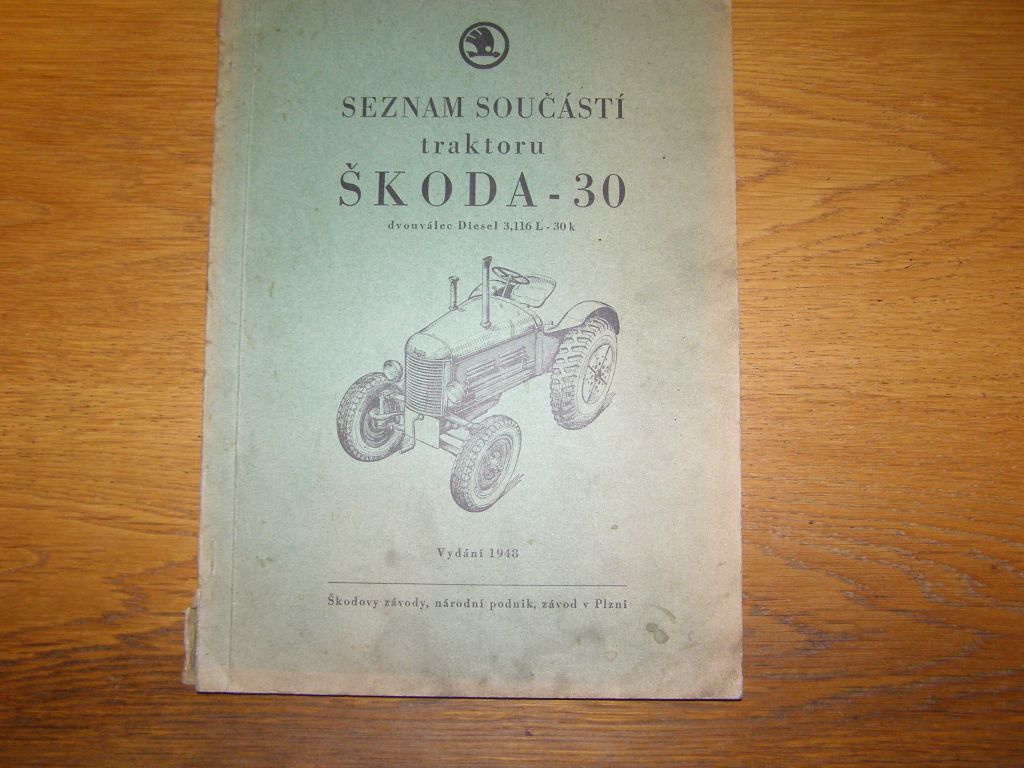 SEZNAM SOUČÁSTÍ
traktoru
ŠKODA - 30
dvouválec Diesel 3,116 L - 30 k
Vydání 1948
Škodovy závody, národní podnik, závod v Plzni